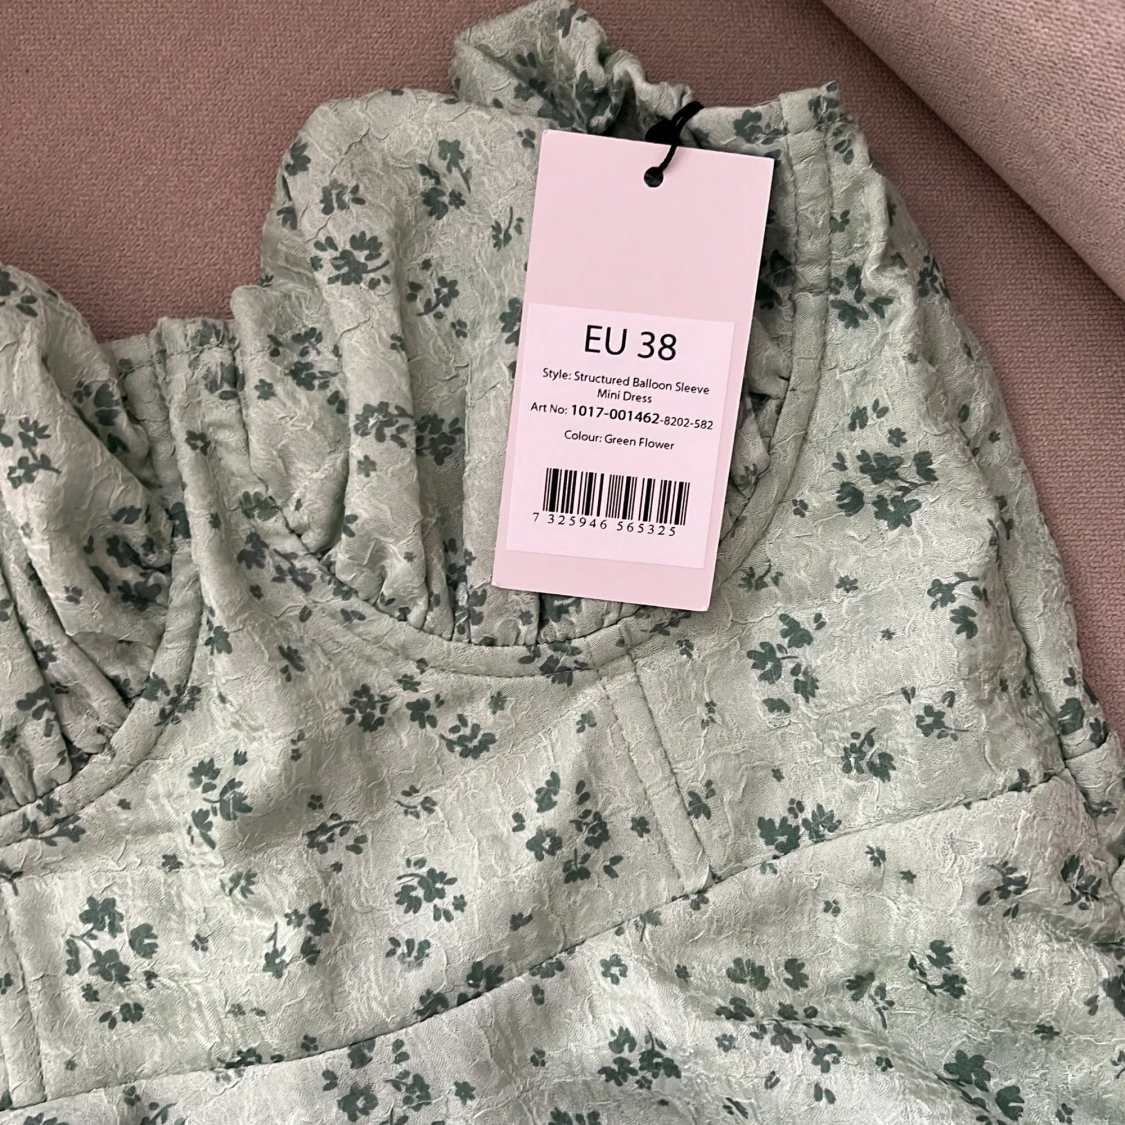 EU 38
Style: Structured Balloon Sleeve
Mini Dress
Art No: 1017-001462-8202-582
Colour: Green Flower
7 325946 565325